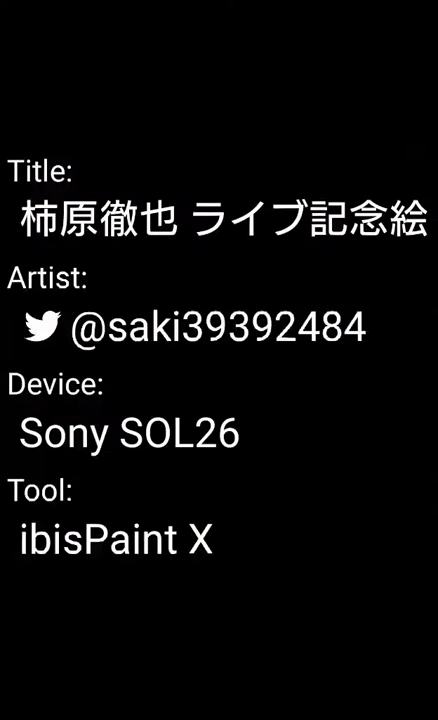 Title:
柿原徹也 ライブ記念絵
Artist:
@saki39392484
Device:
Sony SOL26
Tool:
ibisPaint X